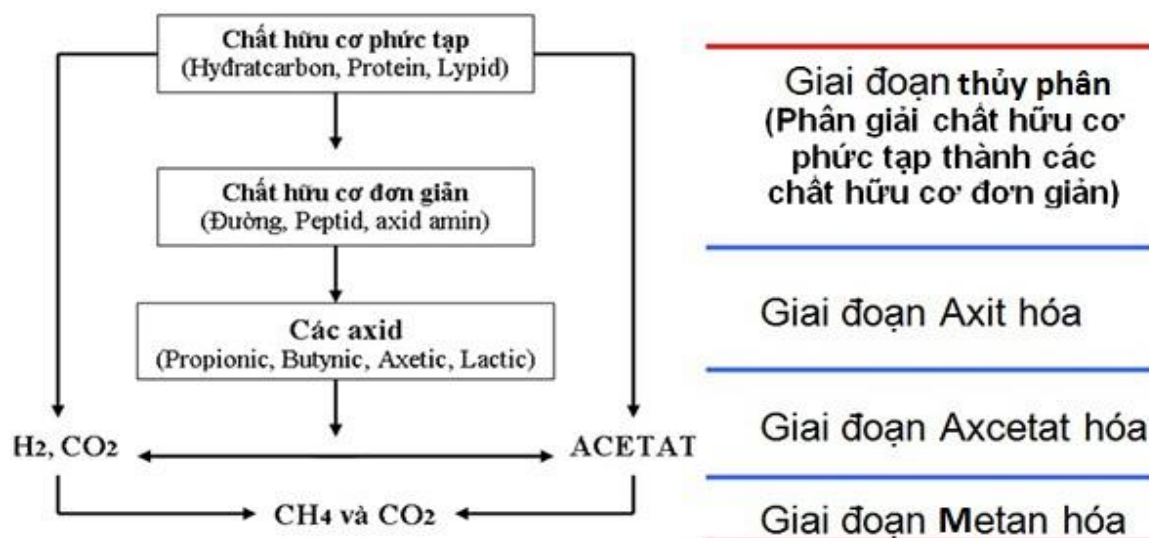 Chất hữu cơ phức tạp
(Hyđratcarbon, Protein, Lypid)
Chất hữu cơ đơn giản
(Đường, Peptid, axid amin)
Các axid
(Propionic, Butynic, Axetic, Lactic)
H2, CO2
ACETAT
CH4 và CO2
Giai đoạn thủy phân
(Phân giải chất hữu cơ
phức tạp thành các
chất hữu cơ đơn giản)
Giai đoạn Axit hóa
Giai đoạn Axcetat hóa
Giai đoạn Metan hóa